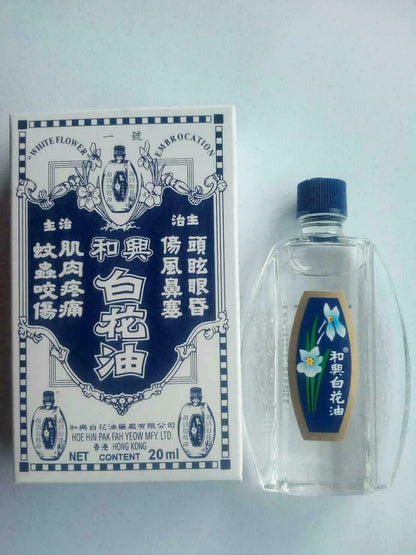 "WHITE FLOWER" EMBROCATION
一號
主治
頭眩眼昏
傷風鼻塞
主治
肌肉疼痛
蚊蟲咬傷
和興
白花油
和興白花油藥廠有限公司
HOE HIN PAK FAH YEOW MFY. LTD.
香港 HONG KONG
NET CONTENT 20 ml
和興白花油
®